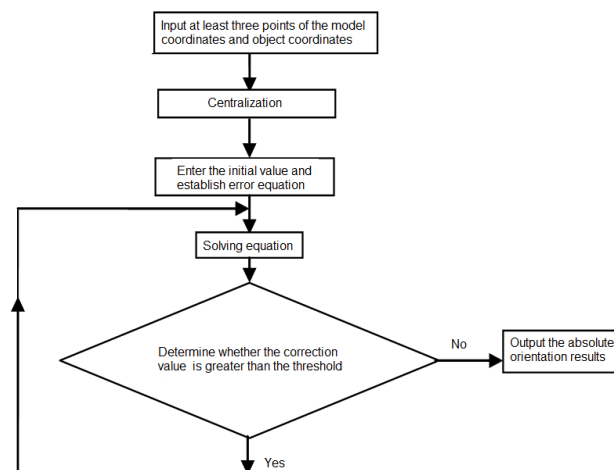 Input at least three points of the model
coordinates and object coordinates
Centralization
Enter the initial value and
establish error equation
Solving equation
Determine whether the correction
value is greater than the threshold
No
Output the absolute
orientation results
Yes